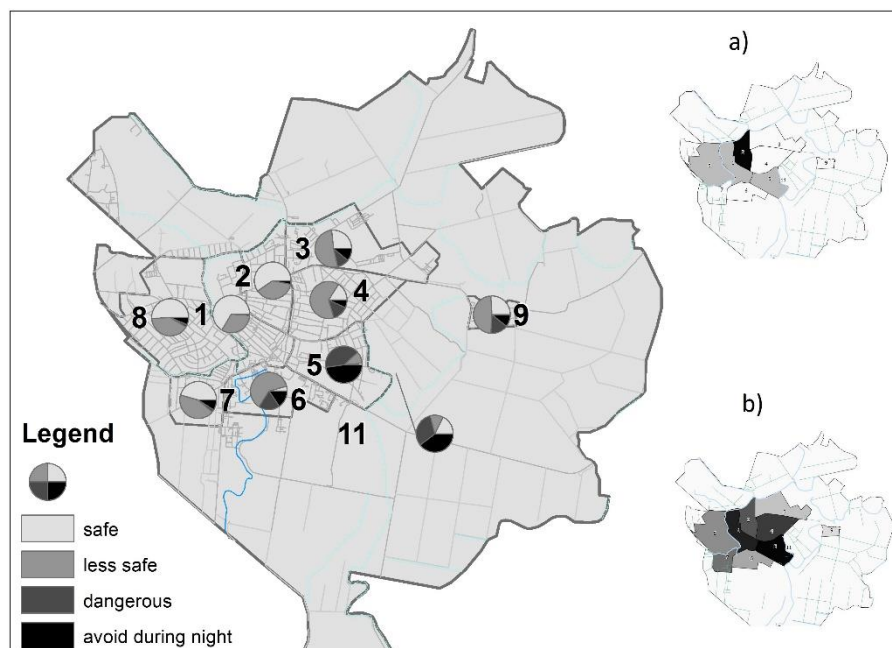 a)
3
2
4
8
1
9
5
7
6
11
Legend
safe
less safe
dangerous
avoid during night
b)